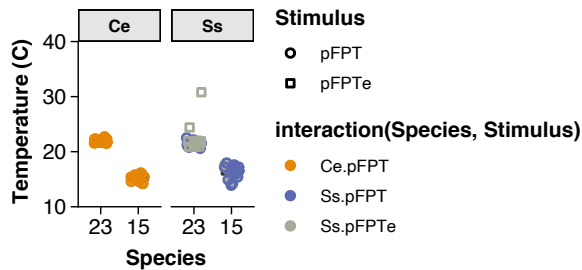 Ce Ss
Stimulus
pFPT
pFPTe
interaction(Species, Stimulus)
Ce.pFPT
Ss.pFPT
Ss.pFPTe
Temperature (C)
40
30
20
10
23 15 23 15
Species